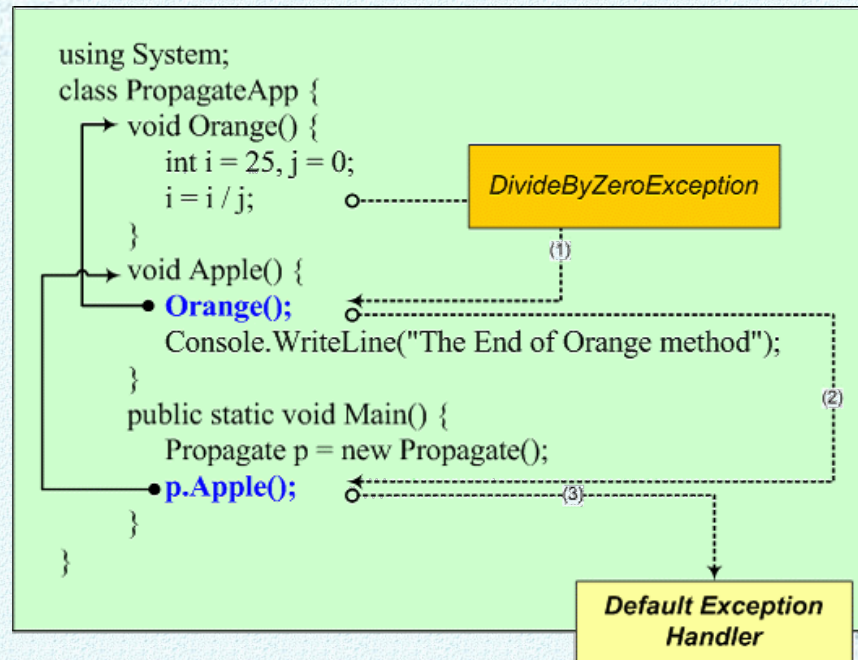 using System;
class PropagateApp {
void Orange() {
int i = 25, j = 0;
i = i / j;
DivideByZeroException
}
(1)
void Apple() {
Orange();
Console.WriteLine("The End of Orange method");
}
(2)
public static void Main() {
Propagate p = new Propagate();
p.Apple();
(3)
}
}
Default Exception
Handler